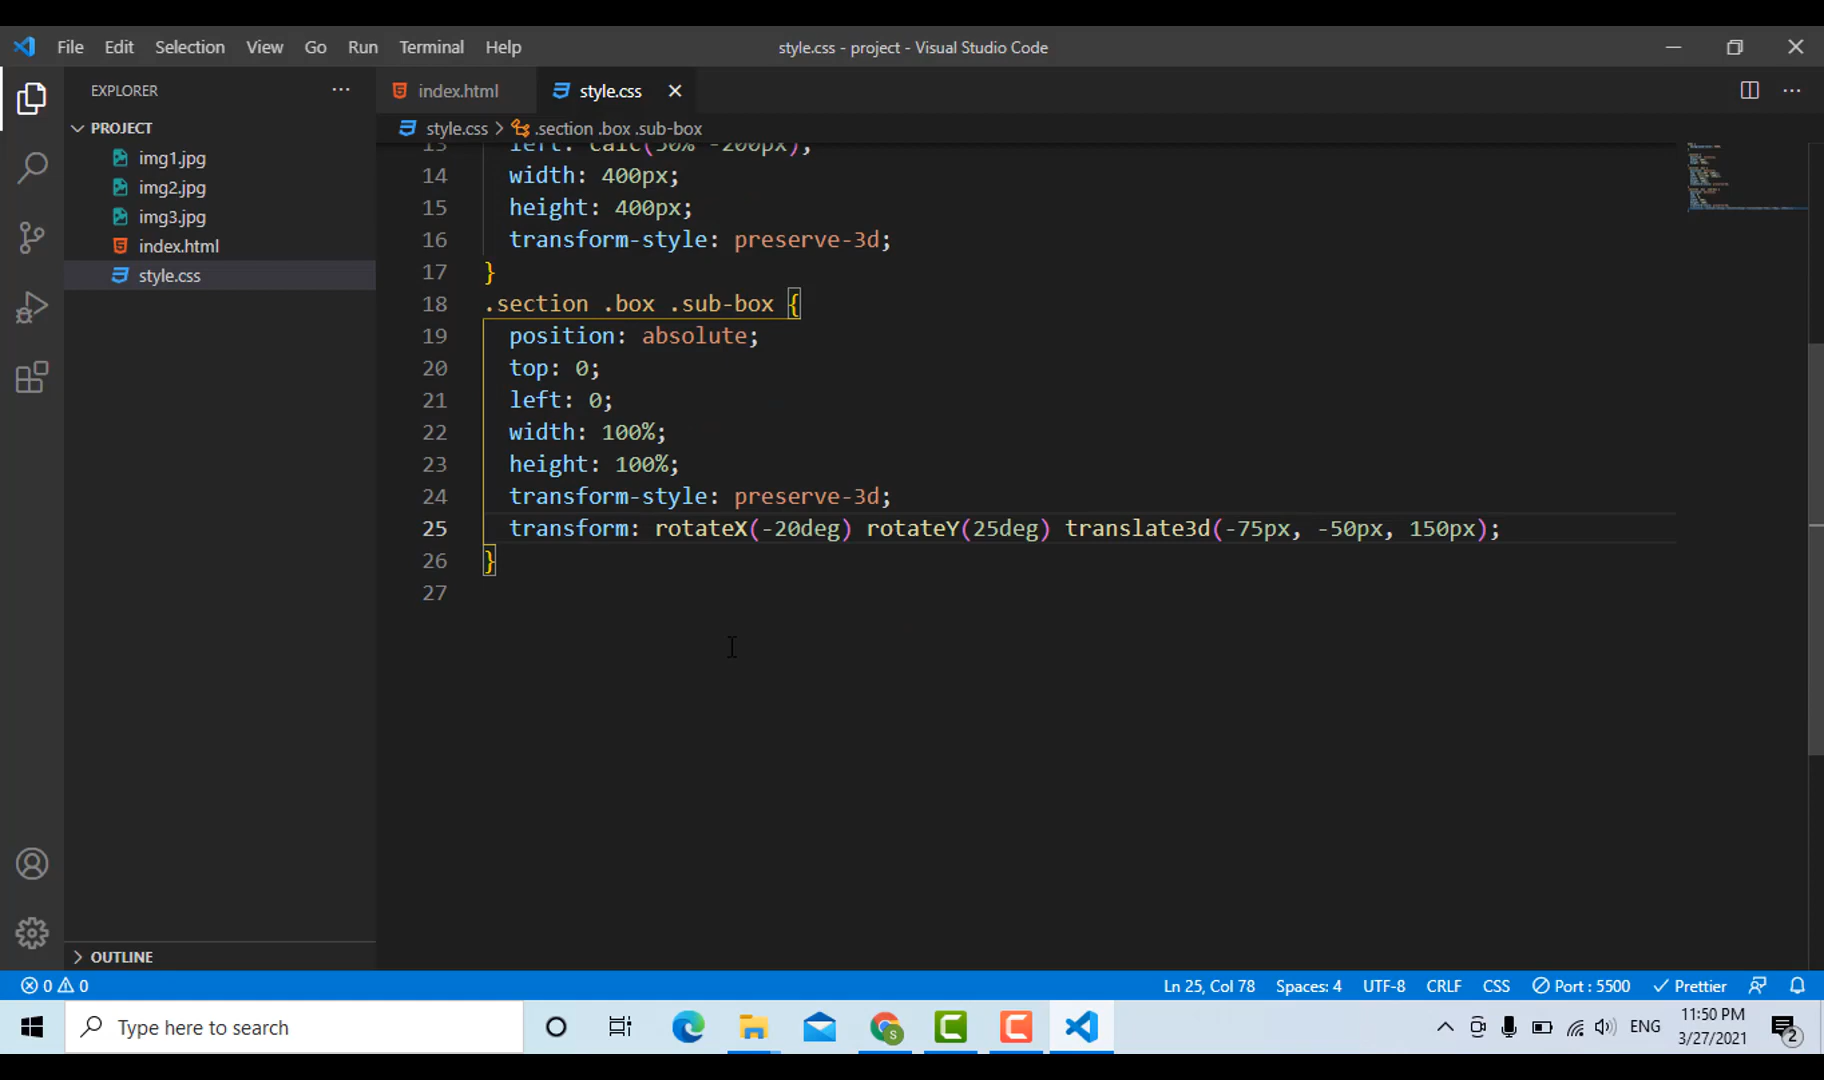 File Edit Selection View Go Run Terminal Help
style.css - project - Visual Studio Code
EXPLORER
index.html
style.css
PROJECT
style.css > .section .box .sub-box
img1.jpg
img2.jpg
img3.jpg
index.html
style.css
13 left: calc(50% -200px);
14 width: 400px;
15 height: 400px;
16 transform-style: preserve-3d;
17 }
18 .section .box .sub-box {
19 position: absolute;
20 top: 0;
21 left: 0;
22 width: 100%;
23 height: 100%;
24 transform-style: preserve-3d;
25 transform: rotateX(-20deg) rotateY(25deg) translate3d(-75px, -50px, 150px);
26 }
27
OUTLINE
0 0
Ln 25, Col 78 Spaces: 4 UTF-8 CRLF CSS Port : 5500 Prettier
Type here to search
S
ENG
11:50 PM
3/27/2021
2